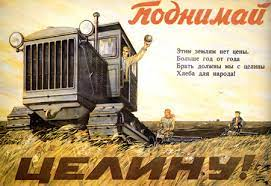 Поднимай
Этим землям нет цены.
Больше год от года
Брать должны мы с целины
Хлеба для народа!
ЦЕЛИНУ!